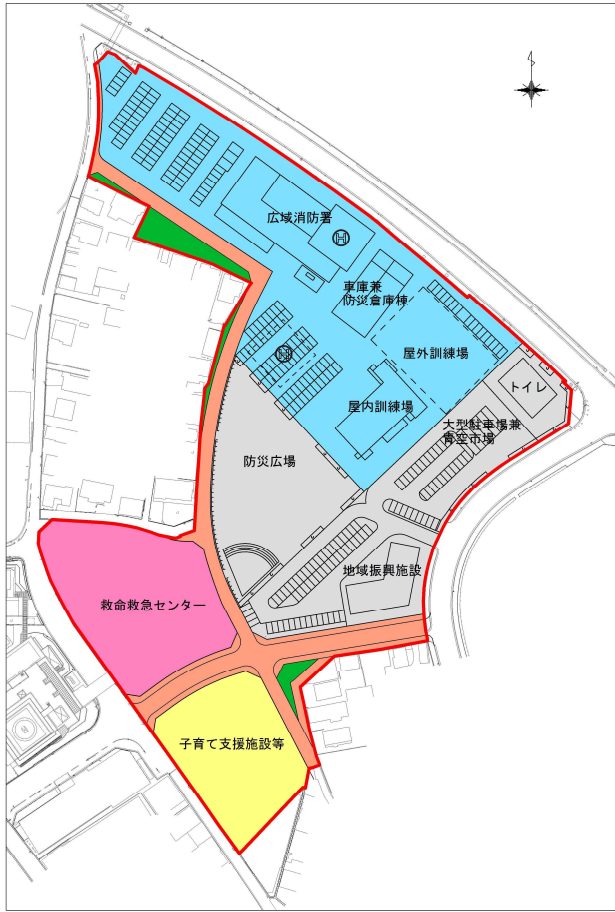 広域消防署
H
車庫兼
防災倉庫棟
屋外訓練場
H
トイレ
屋内訓練場
大型駐車場兼
青空市場
防災広場
地域振興施設
救命救急センター
子育て支援施設等